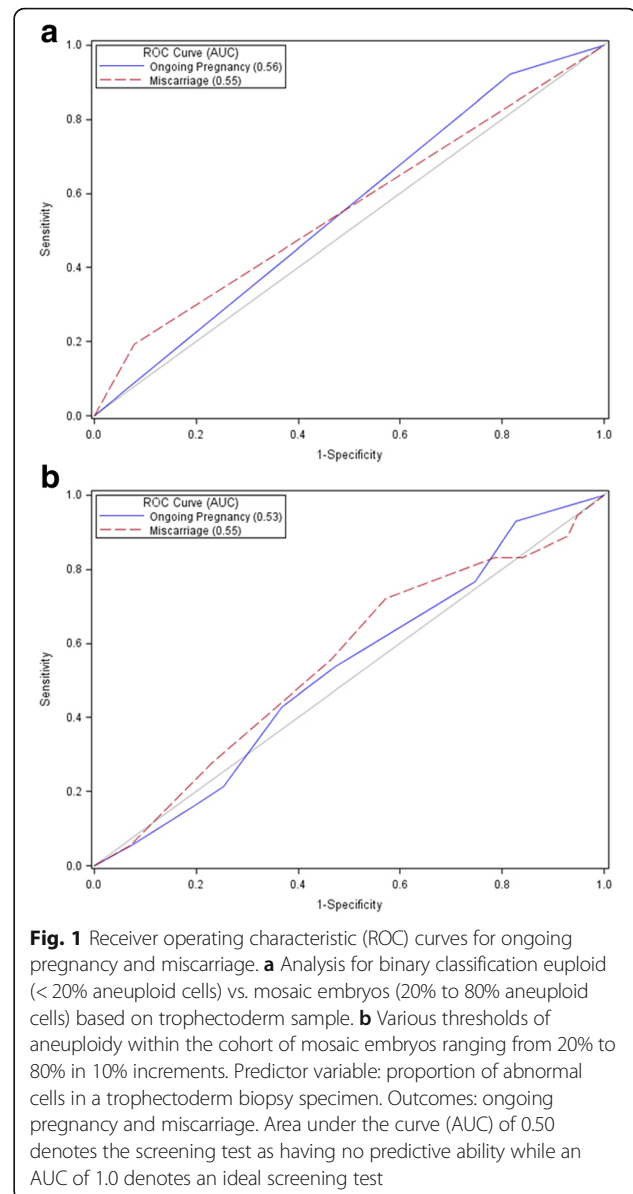 a
ROC Curve (AUC)
Ongoing Pregnancy (0.56)
Miscarriage (0.55)
1.0
0.8
0.6
0.4
0.2
0.0
Sensitivity
0.0 0.2 0.4 0.6 0.8 1.0
1-Specificity
b
ROC Curve (AUC)
Ongoing Pregnancy (0.53)
Miscarriage (0.55)
1.0
0.8
0.6
0.4
0.2
0.0
Sensitivity
0.0 0.2 0.4 0.6 0.8 1.0
1-Specificity
Fig. 1 Receiver operating characteristic (ROC) curves for ongoing
pregnancy and miscarriage. a Analysis for binary classification euploid
(< 20% aneuploid cells) vs. mosaic embryos (20% to 80% aneuploid
cells) based on trophectoderm sample. b Various thresholds of
aneuploidy within the cohort of mosaic embryos ranging from 20% to
80% in 10% increments. Predictor variable: proportion of abnormal
cells in a trophectoderm biopsy specimen. Outcomes: ongoing
pregnancy and miscarriage. Area under the curve (AUC) of 0.50
denotes the screening test as having no predictive ability while an
AUC of 1.0 denotes an ideal screening test